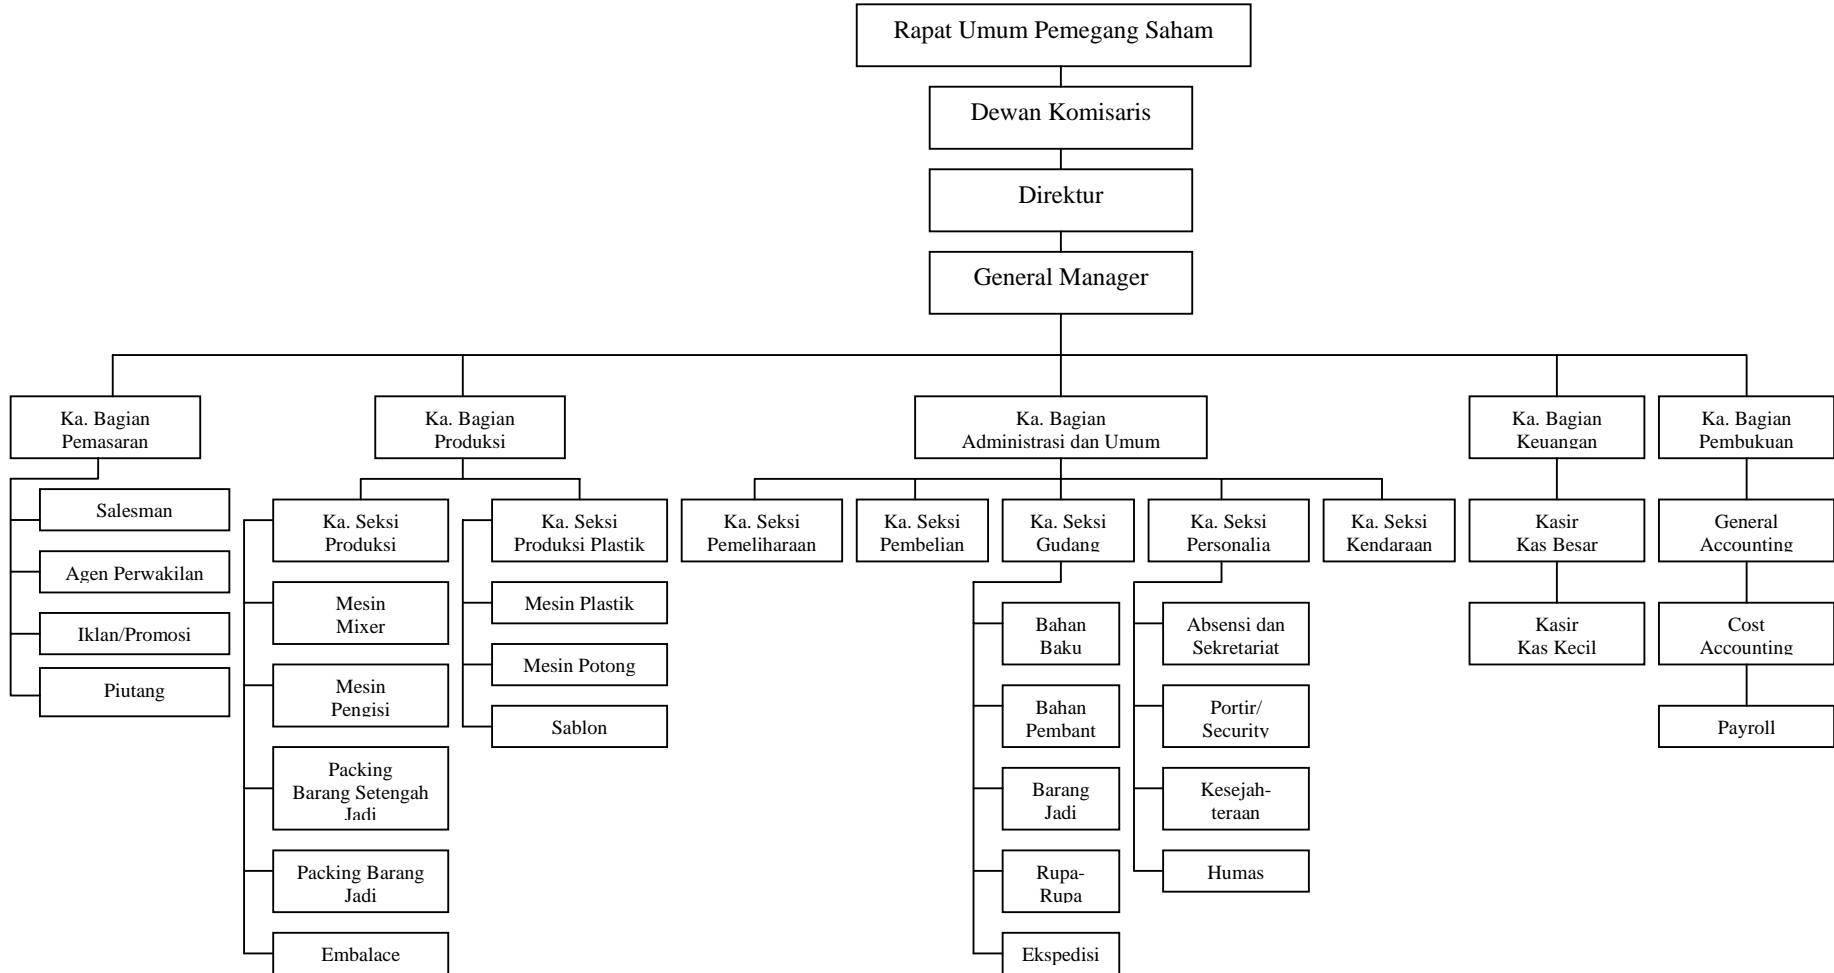 Rapat Umum Pemegang Saham
Dewan Komisaris
Direktur
General Manager
Ka. Bagian
Pemasaran
Ka. Bagian
Produksi
Ka. Bagian
Administrasi dan Umum
Ka. Bagian
Keuangan
Ka. Bagian
Pembukuan
Salesman
Agen Perwakilan
Iklan/Promosi
Piutang
Ka. Seksi
Produksi
Mesin
Mixer
Mesin
Pengisi
Packing
Barang Setengah
Jadi
Packing Barang
Jadi
Embalace
Ka. Seksi
Produksi Plastik
Mesin Plastik
Mesin Potong
Sablon
Ka. Seksi
Pemeliharaan
Ka. Seksi
Pembelian
Ka. Seksi
Gudang
Bahan
Baku
Bahan
Pembant
Barang
Jadi
Rupa-
Rupa
Ekspedisi
Ka. Seksi
Personalia
Absensi dan
Sekretariat
Portir/
Security
Kesejah-
teraan
Humas
Ka. Seksi
Kendaraan
Kasir
Kas Besar
Kasir
Kas Kecil
General
Accounting
Cost
Accounting
Payroll